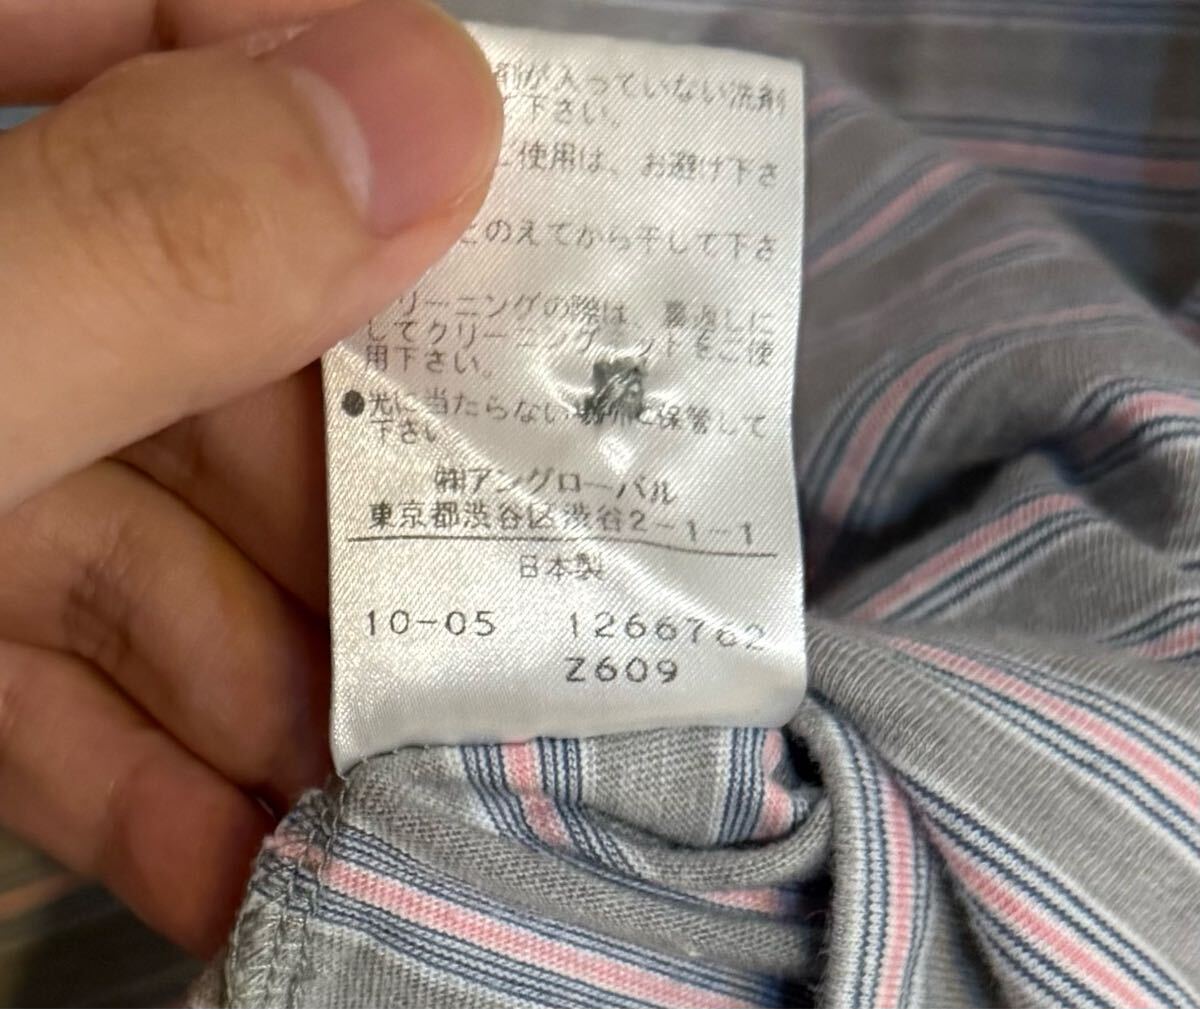 剤が入っていない洗剤
て下さい。
ご使用は、お避け下さ
とのえてから干して下さ
リーニングの際は、裏返しに
してクリーニングネットをご使
用下さい。
●光に当たらない場所に保管して
下さい
㈱アングローバル
東京都渋谷区渋谷2-1-1
日本製
10-05 1266762
Z609